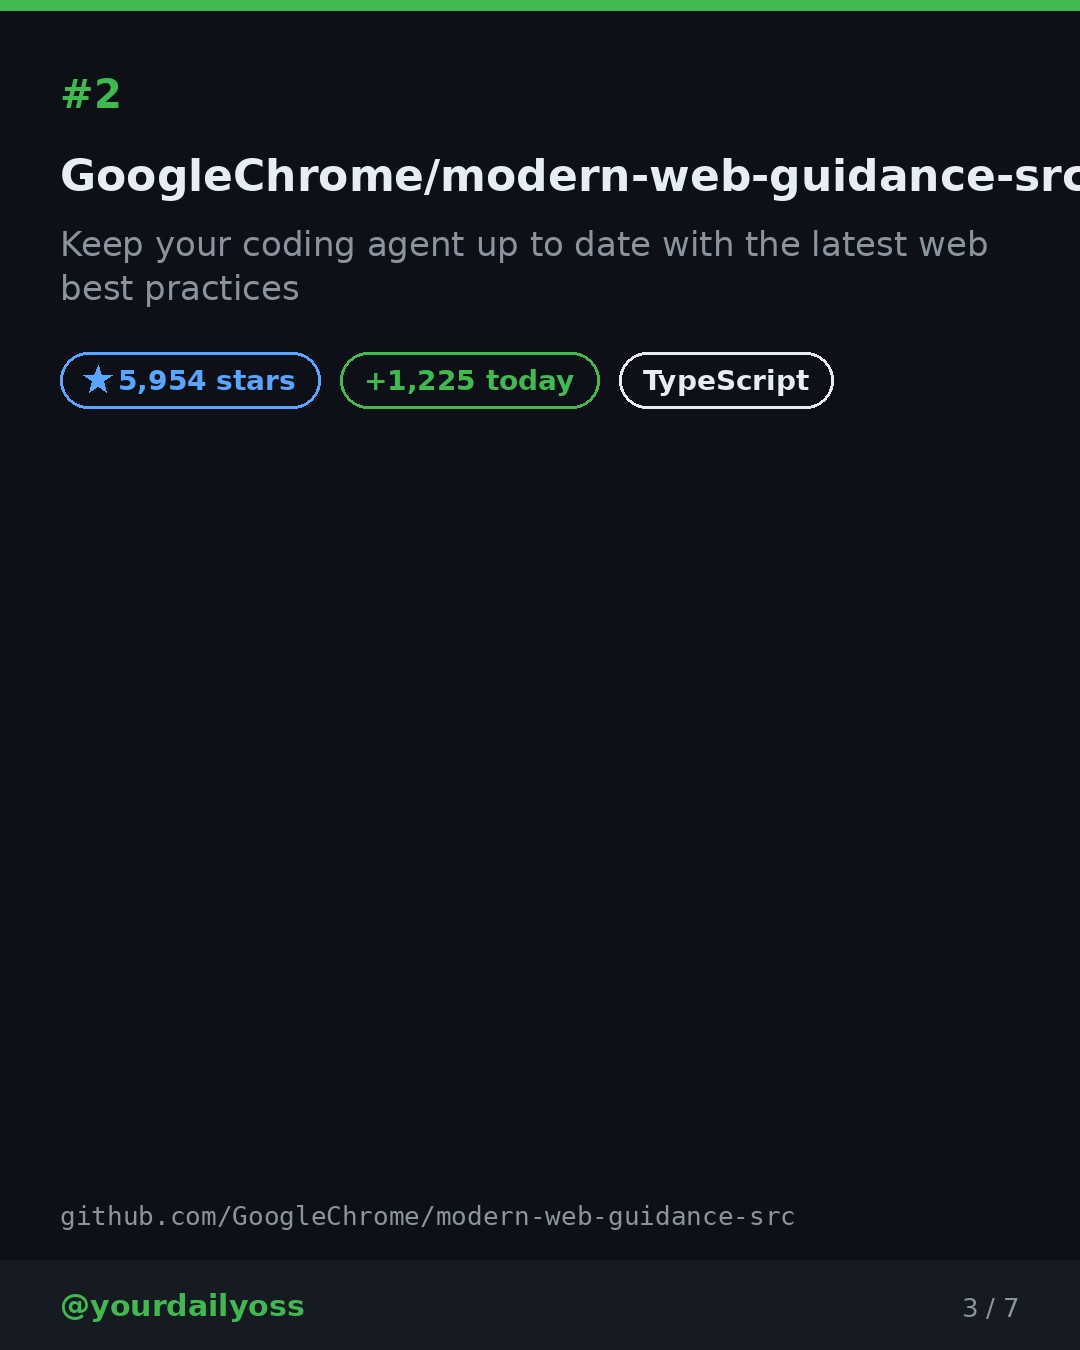 #2
GoogleChrome/modern-web-guidance-src
Keep your coding agent up to date with the latest web
best practices
★ 5,954 stars
+1,225 today
TypeScript
github.com/GoogleChrome/modern-web-guidance-src
@yourdailyoss
3 / 7